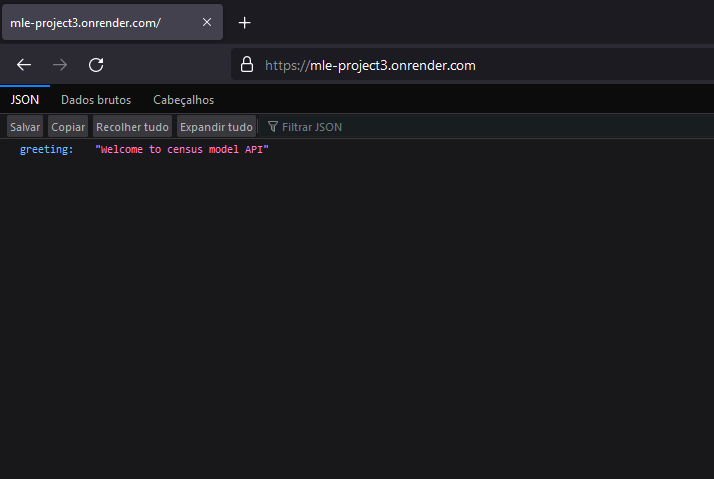 mle-project3.onrender.com/
https://mle-project3.onrender.com
JSON Dados brutos Cabeçalhos
Salvar Copiar Recolher tudo Expandir tudo Filtrar JSON
greeting: "Welcome to census model API"